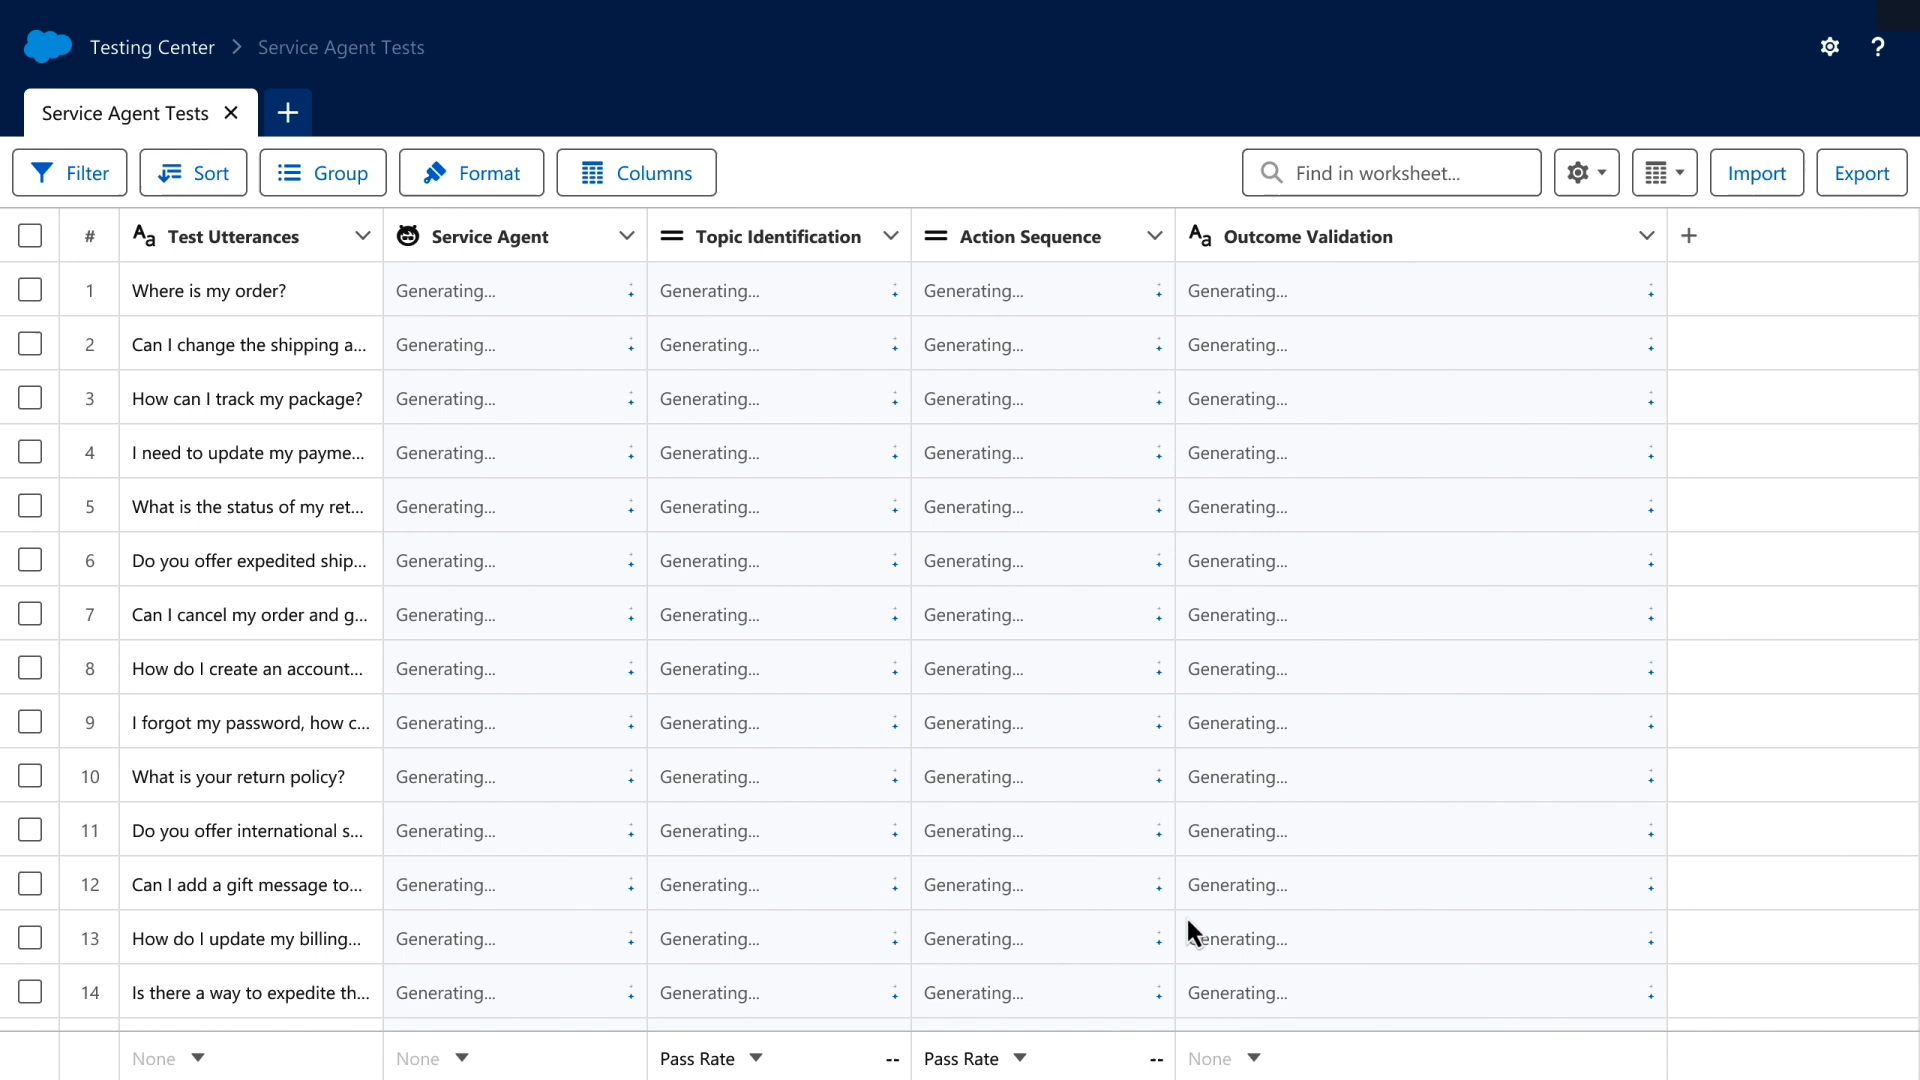 Testing Center > Service Agent Tests
?
Service Agent Tests
Filter Sort Group Format Columns Find in worksheet... Import Export
# Aa Test Utterances Service Agent Topic Identification Action Sequence Aa Outcome Validation
1 Where is my order? Generating... Generating... Generating... Generating...
2 Can I change the shipping a... Generating... Generating... Generating... Generating...
3 How can I track my package? Generating... Generating... Generating... Generating...
4 I need to update my payme... Generating... Generating... Generating... Generating...
5 What is the status of my ret... Generating... Generating... Generating... Generating...
6 Do you offer expedited ship... Generating... Generating... Generating... Generating...
7 Can I cancel my order and g... Generating... Generating... Generating... Generating...
8 How do I create an account... Generating... Generating... Generating... Generating...
9 I forgot my password, how c... Generating... Generating... Generating... Generating...
10 What is your return policy? Generating... Generating... Generating... Generating...
11 Do you offer international s... Generating... Generating... Generating... Generating...
12 Can I add a gift message to... Generating... Generating... Generating... Generating...
13 How do I update my billing... Generating... Generating... Generating... Generating...
14 Is there a way to expedite th... Generating... Generating... Generating... Generating...
None None Pass Rate -- Pass Rate -- None